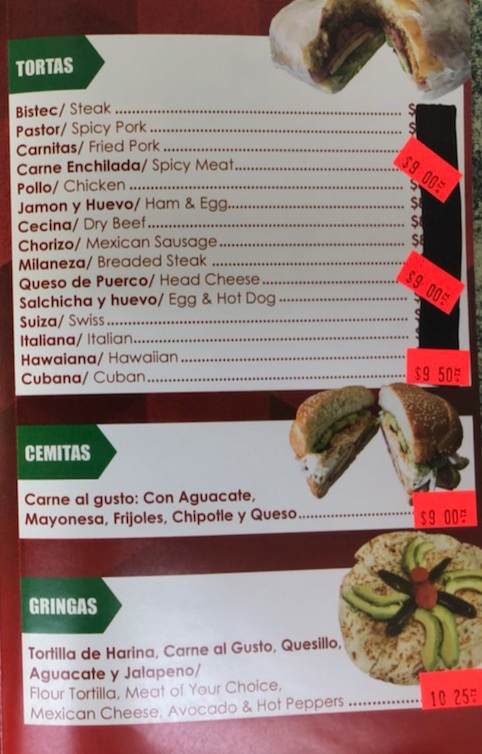 TORTAS
Bistec/ Steak ........ $
Pastor/ Spicy Pork ........ $
Carnitas/ Fried Pork ........
Carne Enchilada/ Spicy Meat........ $9.00
Pollo/ Chicken ........
Jamon y Huevo/ Ham & Egg........ $
Cecina/ Dry Beef........ $
Chorizo/ Mexican Sausage........ $
Milaneza/ Breaded Steak ........
Queso de Puerco/ Head Cheese........ $9.00
Salchicha y huevo/ Egg & Hot Dog ........
Suiza/ Swiss........
Italiana/ Italian........
Hawaiana/ Hawaiian ........
Cubana/ Cuban........ $9 50
CEMITAS
Carne al gusto: Con Aguacate,
Mayonesa, Frijoles, Chipotle y Queso........ $9 00
GRINGAS
Tortilla de Harina, Carne al Gusto, Quesillo,
Aguacate y Jalapeno/
Flour Tortilla, Meat of Your Choice,
Mexican Cheese, Avocado & Hot Peppers ........ 10 25